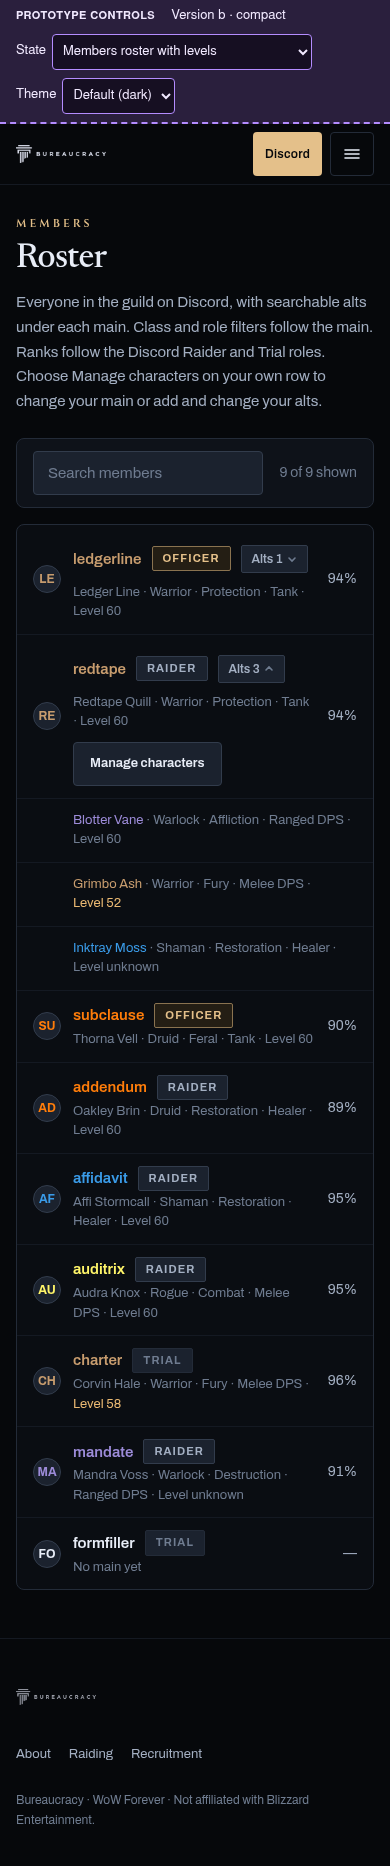 PROTOTYPE CONTROLS Version b · compact
State Members roster with levels
Theme Default (dark)
BUREAUCRACY
Discord
MEMBERS
Roster
Everyone in the guild on Discord, with searchable alts
under each main. Class and role filters follow the main.
Ranks follow the Discord Raider and Trial roles.
Choose Manage characters on your own row to
change your main or add and change your alts.
Search members 9 of 9 shown
LE ledgerline OFFICER Alts 1
Ledger Line · Warrior · Protection · Tank ·
Level 60
94%
redtape RAIDER Alts 3
RE Redtape Quill · Warrior · Protection · Tank
· Level 60
94%
Manage characters
Blotter Vane · Warlock · Affliction · Ranged DPS ·
Level 60
Grimbo Ash · Warrior · Fury · Melee DPS ·
Level 52
Inktray Moss · Shaman · Restoration · Healer ·
Level unknown
SU subclause OFFICER 90%
Thorna Vell · Druid · Feral · Tank · Level 60
AD addendum RAIDER 89%
Oakley Brin · Druid · Restoration · Healer ·
Level 60
AF affidavit RAIDER 95%
Affi Stormcall · Shaman · Restoration ·
Healer · Level 60
AU auditrix RAIDER 95%
Audra Knox · Rogue · Combat · Melee
DPS · Level 60
CH charter TRIAL 96%
Corvin Hale · Warrior · Fury · Melee DPS ·
Level 58
MA mandate RAIDER 91%
Mandra Voss · Warlock · Destruction ·
Ranged DPS · Level unknown
FO formfiller TRIAL —
No main yet
BUREAUCRACY
About Raiding Recruitment
Bureaucracy · WoW Forever · Not affiliated with Blizzard
Entertainment.